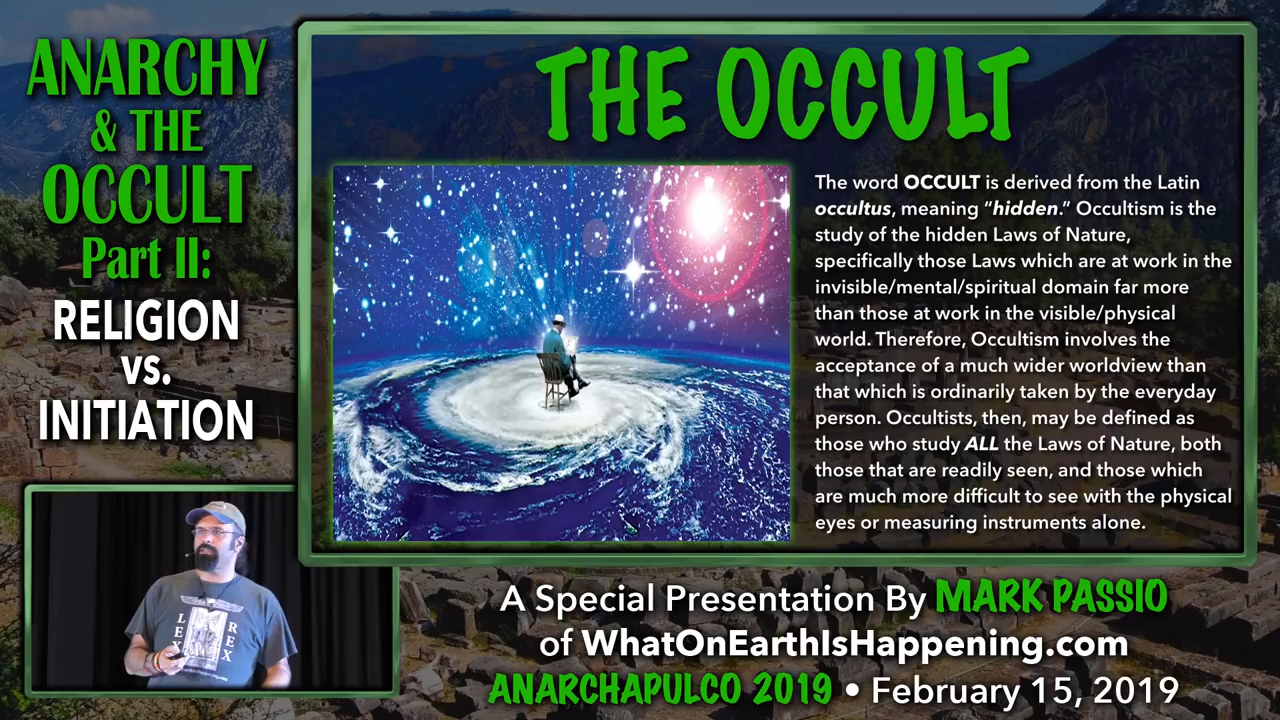 ANARCHY
& THE
OCCULT
Part II:
RELIGION
vs.
INITIATION
THE OCCULT
The word OCCULT is derived from the Latin
occultus, meaning “hidden.” Occultism is the
study of the hidden Laws of Nature,
specifically those Laws which are at work in the
invisible/mental/spiritual domain far more
than those at work in the visible/physical
world. Therefore, Occultism involves the
acceptance of a much wider worldview than
that which is ordinarily taken by the everyday
person. Occultists, then, may be defined as
those who study ALL the Laws of Nature, both
those that are readily seen, and those which
are much more difficult to see with the physical
eyes or measuring instruments alone.
LEX
REX
A Special Presentation By MARK PASSIO
of WhatOnEarthIsHappening.com
ANARCHAPULCO 2019 • February 15, 2019